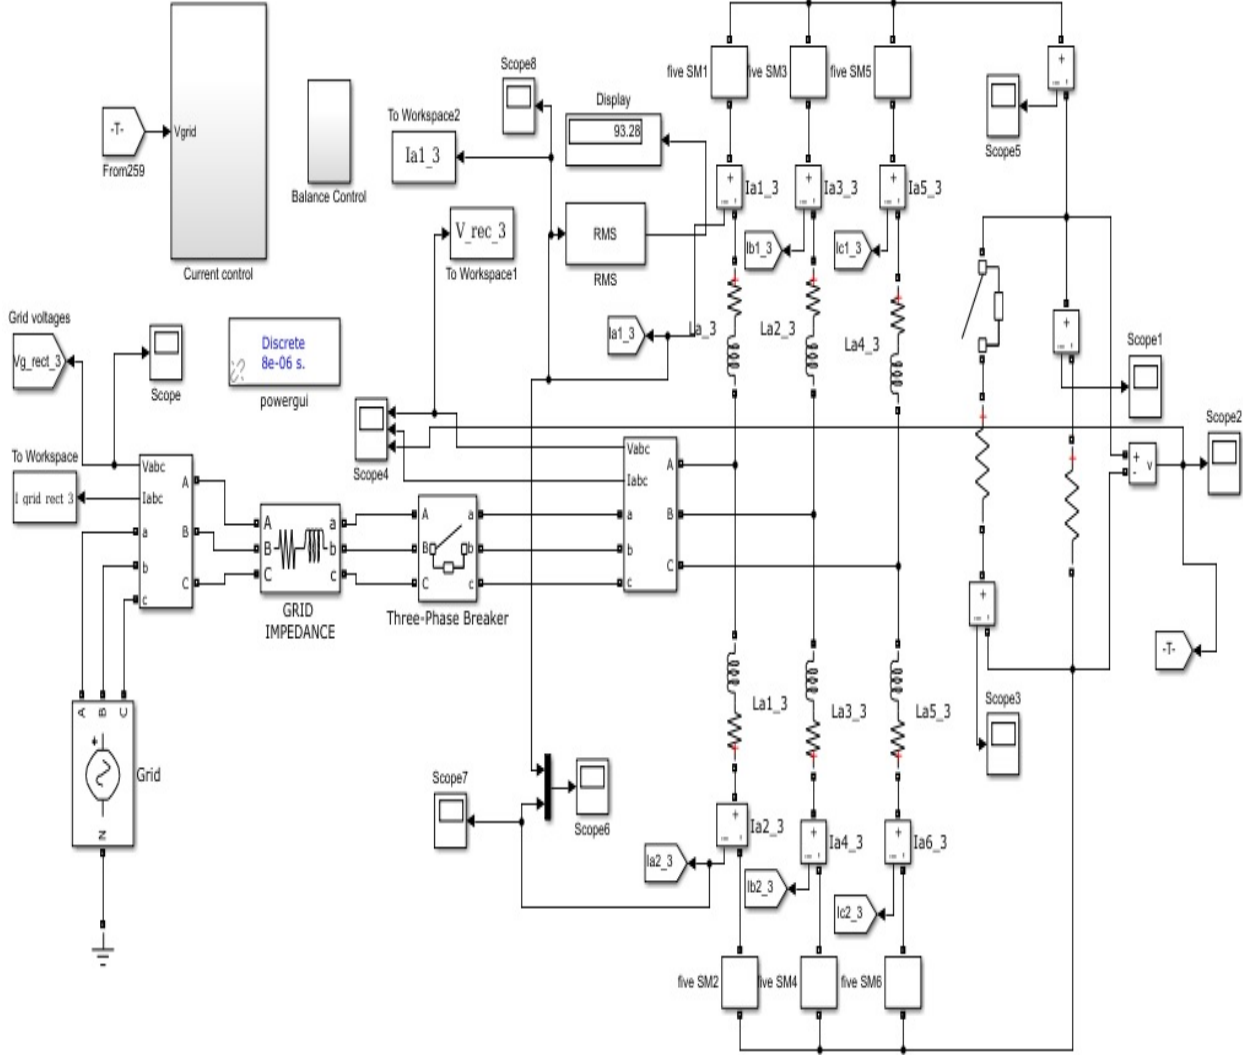 Scope8
Display
93.28
To Workspace2
Ia1_3
five SM1
five SM3
five SM5
+
Scope5
-T-
From259
Vgrid
Current control
Balance Control
V_rec_3
To Workspace1
RMS
RMS
Ia1_3
Ia3_3
Ia5_3
Ib1_3
Ic1_3
Ia1_3
La_3
La2_3
La4_3
Grid voltages
Vg_rect_3
Scope
Discrete
8e-06 s.
powergui
Scope4
Scope1
Scope2
To Workspace
I grid rect 3
Vabc
Iabc
a
b
c
A
B
C
A
B
C
a
b
c
GRID
IMPEDANCE
A
B
C
a
b
c
Three-Phase Breaker
Vabc
Iabc
a
b
c
A
B
C
+
-
v
-T-
A
B
C
+
N
Grid
La1_3
La3_3
La5_3
Scope3
Scope7
Scope6
Ia2_3
Ia4_3
Ia6_3
Ia2_3
Ib2_3
Ic2_3
five SM2
five SM4
five SM6